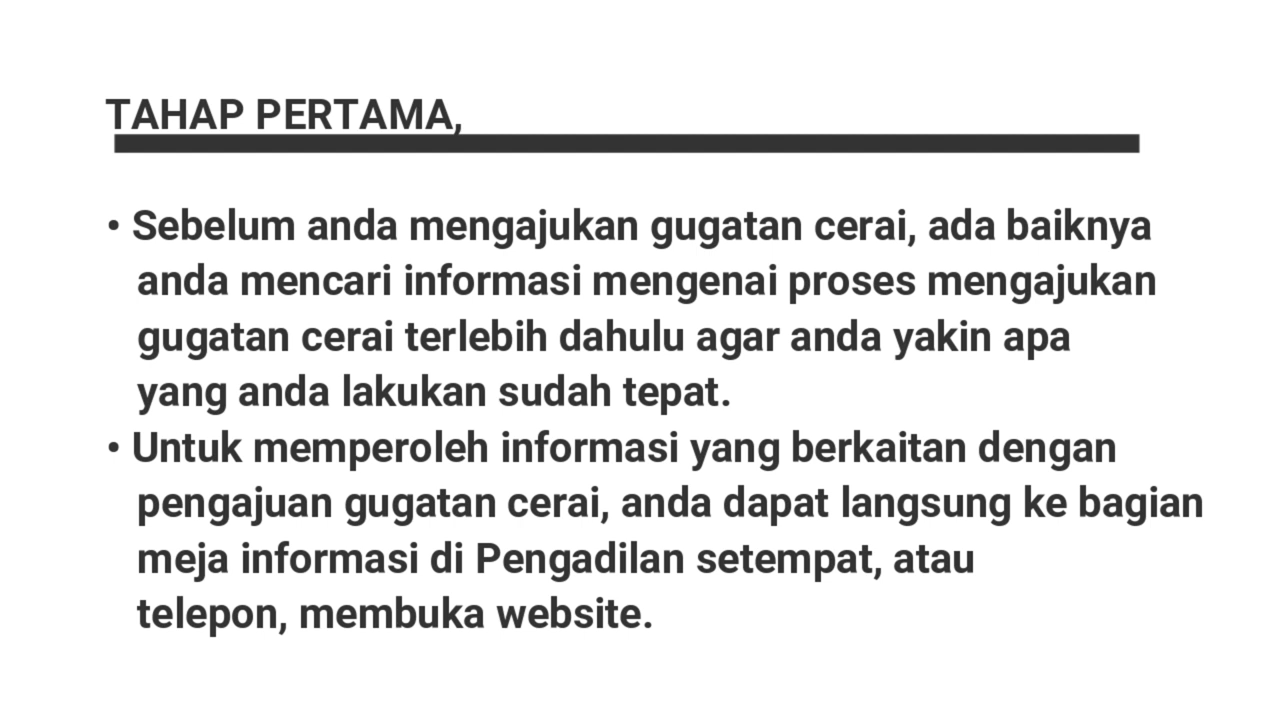 TAHAP PERTAMA,
• Sebelum anda mengajukan gugatan cerai, ada baiknya
anda mencari informasi mengenai proses mengajukan
gugatan cerai terlebih dahulu agar anda yakin apa
yang anda lakukan sudah tepat.
• Untuk memperoleh informasi yang berkaitan dengan
pengajuan gugatan cerai, anda dapat langsung ke bagian
meja informasi di Pengadilan setempat, atau
telepon, membuka website.